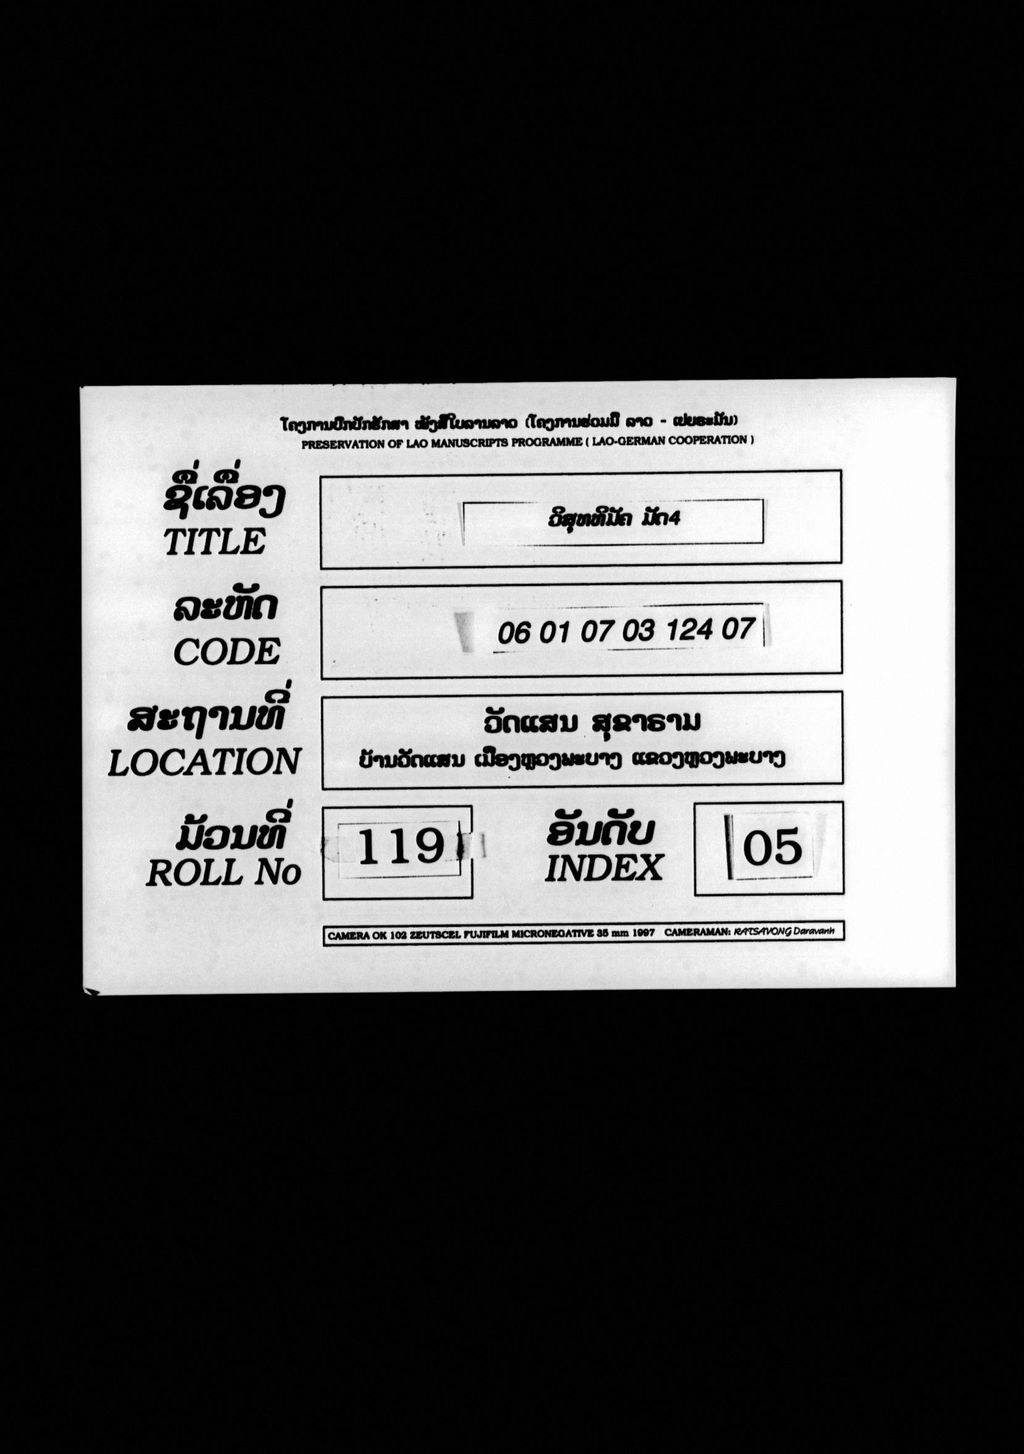 ໂຄງການປົກປັກຮັກສາ ໜັງສືໃບລານລາວ (ໂຄງການຮ່ວມມື ລາວ - ເຢຍຣະມັນ)
PRESERVATION OF LAO MANUSCRIPTS PROGRAMME ( LAO-GERMAN COOPERATION )
ຊື່ເລື່ອງ
TITLE
ວິສຸທທິມັຄ ມັດ4
ລະຫັດ
CODE
06 01 07 03 124 07
ສະຖານທີ່
LOCATION
ວັດແສນ ສຸຂາຣາມ
ບ້ານວັດແສນ ເມືອງຫຼວງພະບາງ ແຂວງຫຼວງພະບາງ
ມ້ວນທີ່
ROLL No
119
ອັນດັບ
INDEX
05
CAMERA OK 102 ZEUTSCEL FUJIFILM MICRONEGATIVE 35 mm 1997 CAMERAMAN: RATSAVONG Daravanh